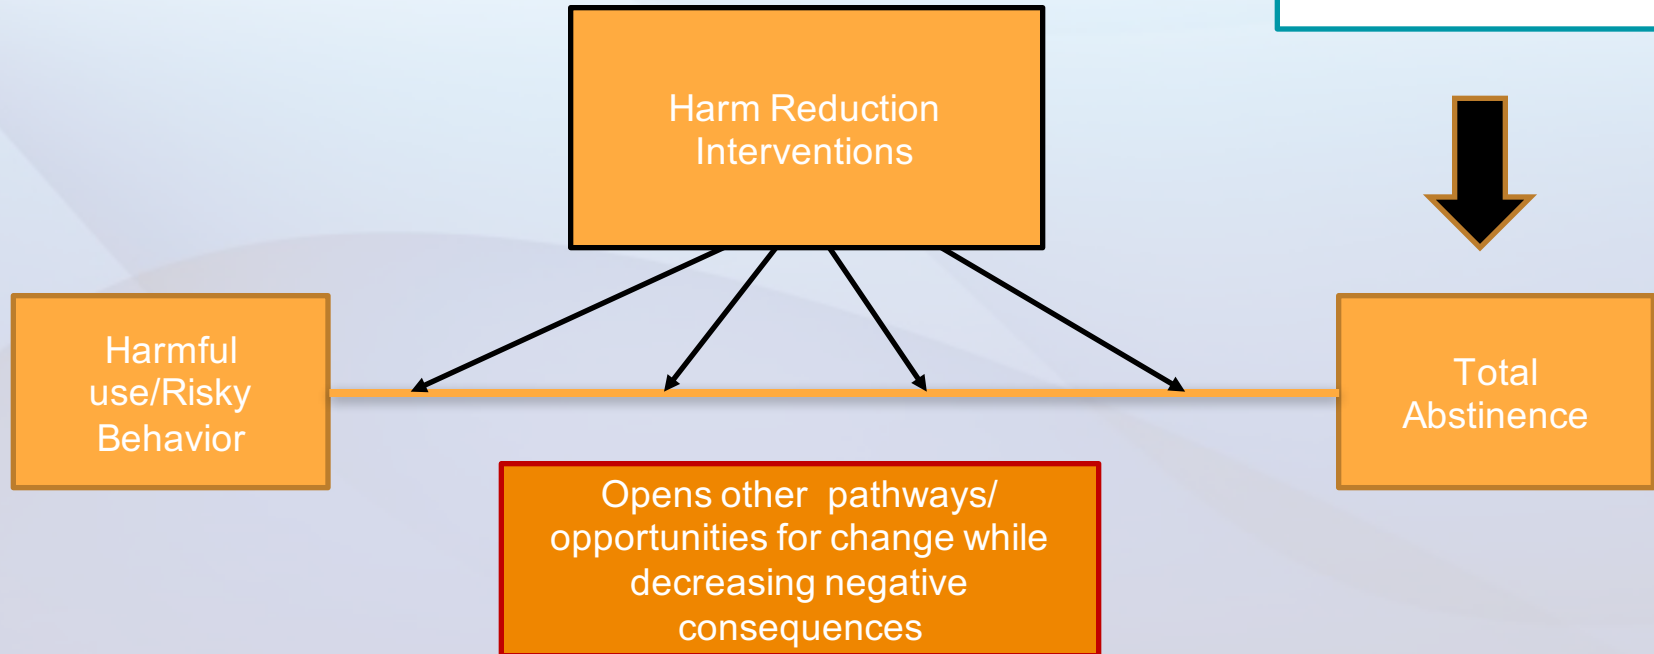 Harm Reduction
Interventions
Harmful
use/Risky
Behavior
Total
Abstinence
Opens other pathways/
opportunities for change while
decreasing negative
consequences